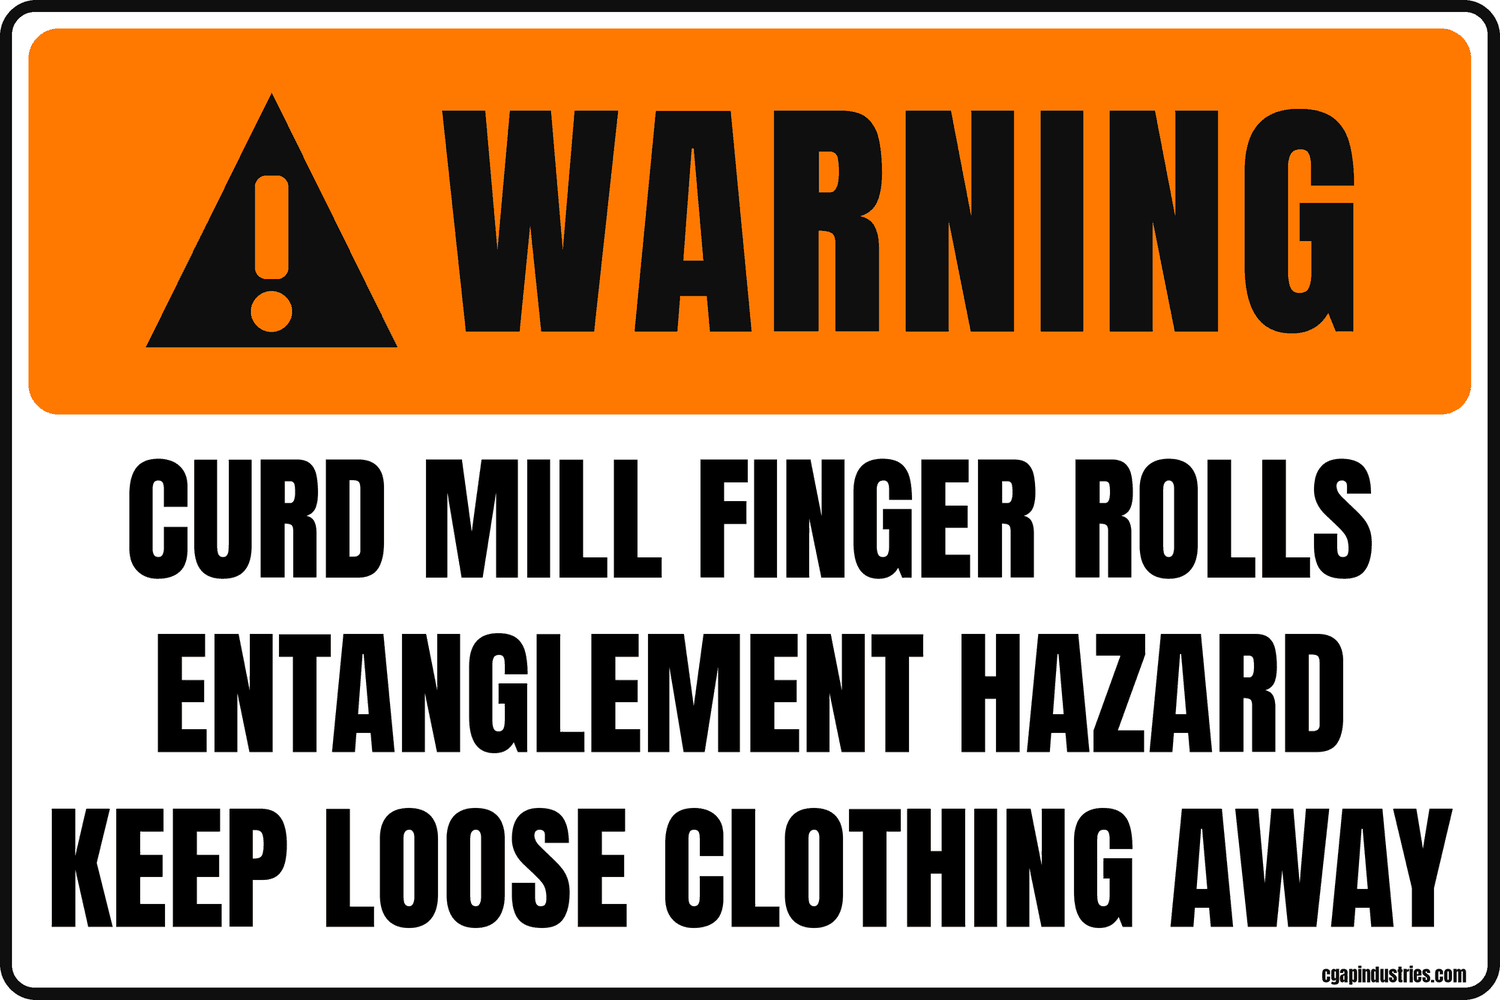 WARNING
CURD MILL FINGER ROLLS
ENTANGLEMENT HAZARD
KEEP LOOSE CLOTHING AWAY
cgapindustries.com